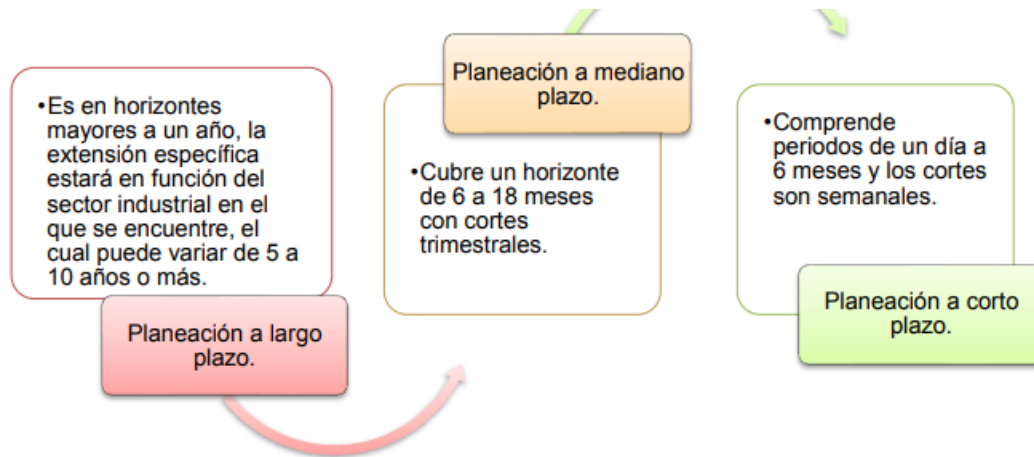 •Es en horizontes
mayores a un año, la
extensión específica
estará en función del
sector industrial en el
que se encuentre, el
cual puede variar de 5 a
10 años o más.
Planeación a largo
plazo.
Planeación a mediano
plazo.
•Cubre un horizonte
de 6 a 18 meses
con cortes
trimestrales.
•Comprende
periodos de un día a
6 meses y los cortes
son semanales.
Planeación a corto
plazo.